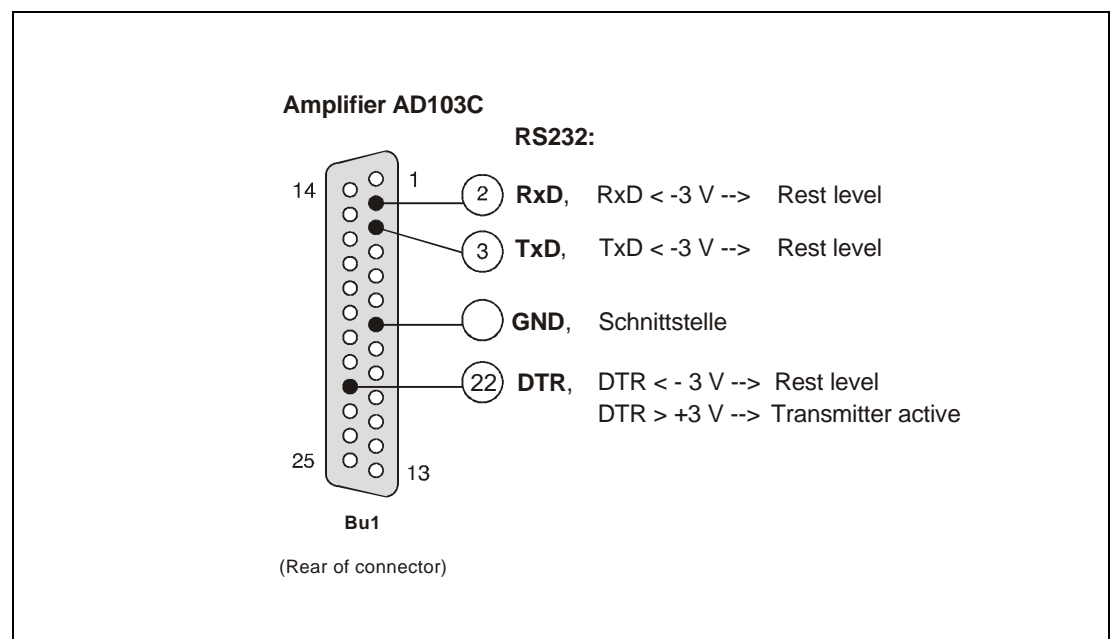 Amplifier AD103C
RS232:
14
1
2 RxD, RxD < -3 V --> Rest level
3 TxD, TxD < -3 V --> Rest level
GND, Schnittstelle
22 DTR, DTR < - 3 V --> Rest level
DTR > +3 V --> Transmitter active
25
13
Bu1
(Rear of connector)